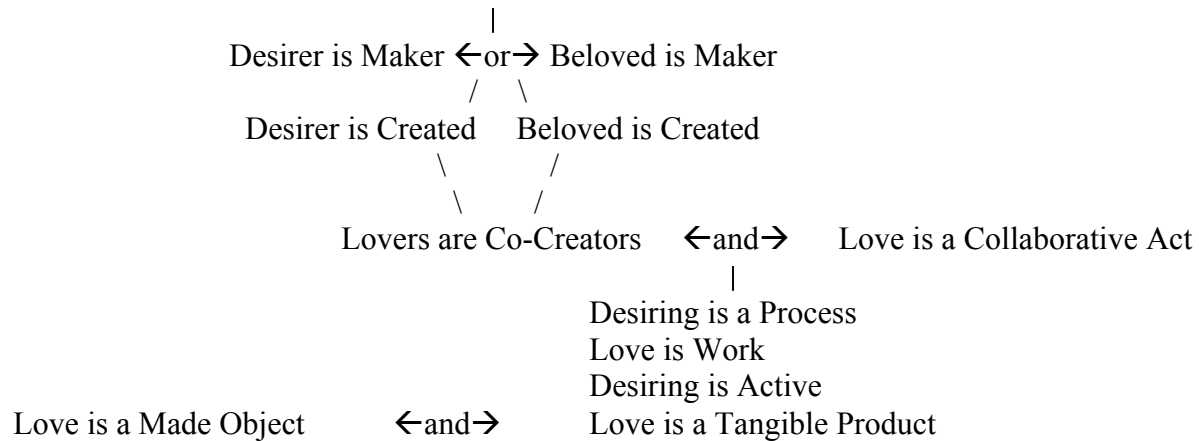 Desirer is Maker ←or→ Beloved is Maker
Desirer is Created Beloved is Created
Lovers are Co-Creators ←and→ Love is a Collaborative Act
Desiring is a Process
Love is Work
Desiring is Active
Love is a Made Object ←and→ Love is a Tangible Product